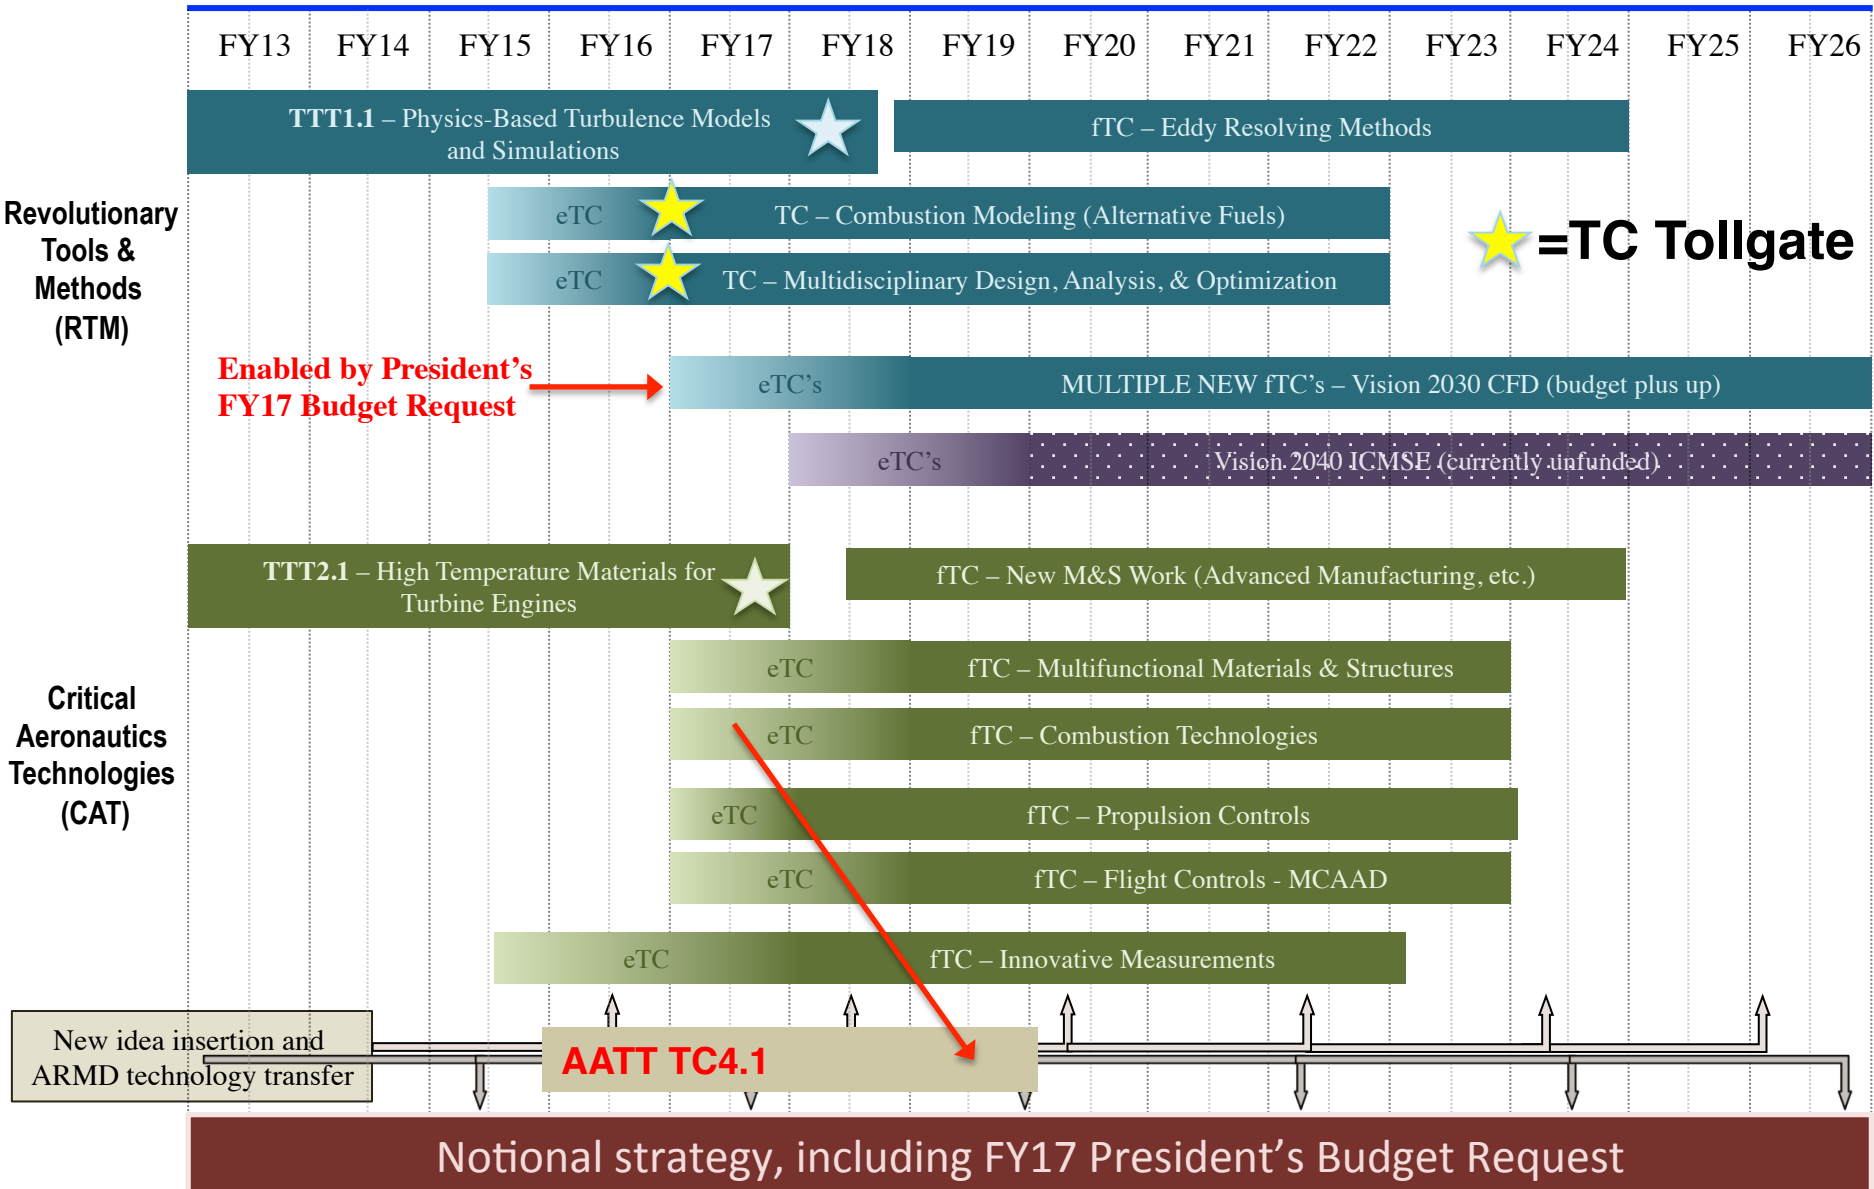 FY13 FY14 FY15 FY16 FY17 FY18 FY19 FY20 FY21 FY22 FY23 FY24 FY25 FY26
TTT1.1 – Physics-Based Turbulence Models
and Simulations
fTC – Eddy Resolving Methods
Revolutionary
Tools &
Methods
(RTM)
eTC
TC – Combustion Modeling (Alternative Fuels)
=TC Tollgate
eTC
TC – Multidisciplinary Design, Analysis, & Optimization
Enabled by President’s
FY17 Budget Request
eTC’s
MULTIPLE NEW fTC’s – Vision 2030 CFD (budget plus up)
eTC’s
Vision 2040 ICMSE (currently unfunded)
TTT2.1 – High Temperature Materials for
Turbine Engines
fTC – New M&S Work (Advanced Manufacturing, etc.)
Critical
Aeronautics
Technologies
(CAT)
eTC
fTC – Multifunctional Materials & Structures
eTC
fTC – Combustion Technologies
eTC
fTC – Propulsion Controls
eTC
fTC – Flight Controls - MCAAD
eTC
fTC – Innovative Measurements
New idea insertion and
ARMD technology transfer
AATT TC4.1
Notional strategy, including FY17 President’s Budget Request